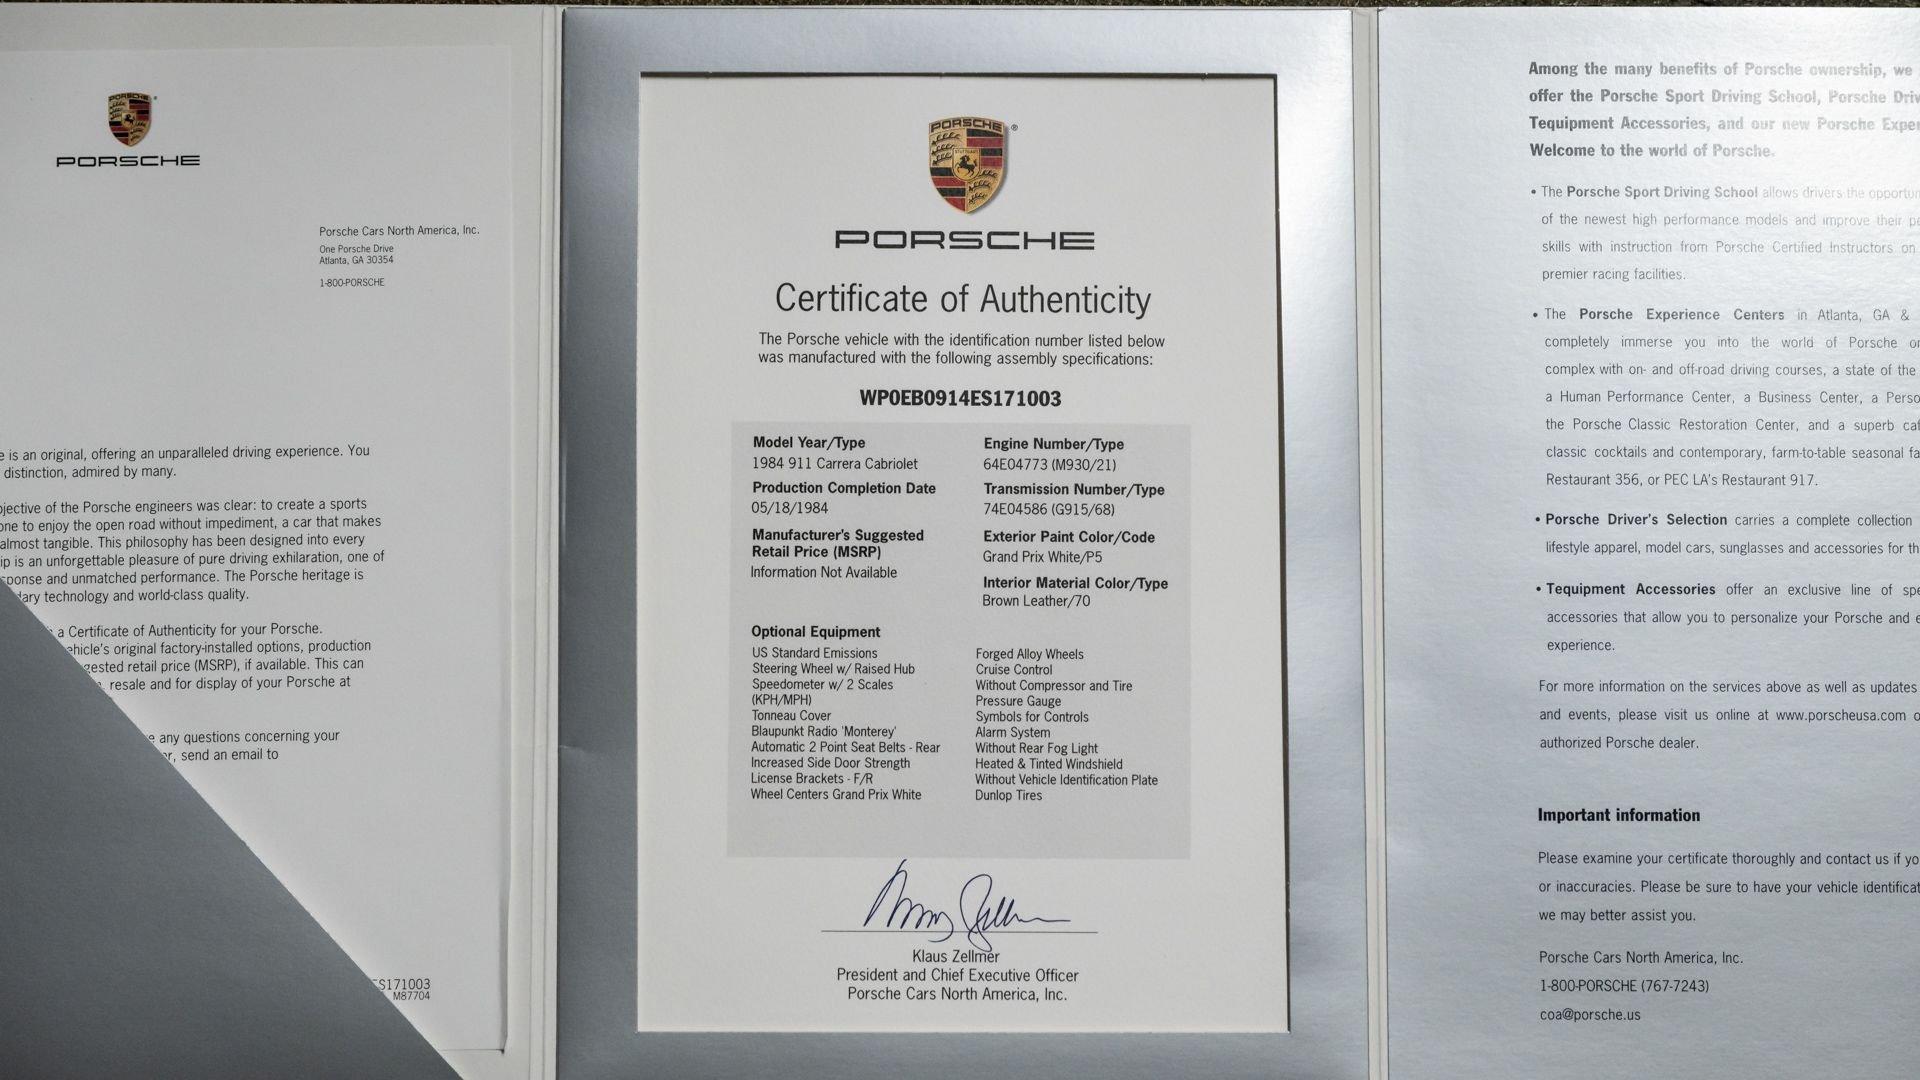 PORSCHE
PORSCHE
Porsche Cars North America, Inc.
One Porsche Drive
Atlanta, GA 30354
1-800-PORSCHE
is an original, offering an unparalleled driving experience. You
distinction, admired by many.
of the Porsche engineers was clear: to create a sports
one to enjoy the open road without impediment, a car that makes
almost tangible. This philosophy has been designed into every
is an unforgettable pleasure of pure driving exhilaration, one of
and unmatched performance. The Porsche heritage is
technology and world-class quality.
a Certificate of Authenticity for your Porsche.
original factory-installed options, production
retail price (MSRP), if available. This can
resale and for display of your Porsche at
any questions concerning your
send an email to
S171003
M87704
PORSCHE
STUTTGART
PORSCHE
Certificate of Authenticity
The Porsche vehicle with the identification number listed below
was manufactured with the following assembly specifications:
WP0EB0914ES171003
Model Year/Type
1984 911 Carrera Cabriolet
Production Completion Date
05/18/1984
Manufacturer's Suggested
Retail Price (MSRP)
Information Not Available
Engine Number/Type
64E04773 (M930/21)
Transmission Number/Type
74E04586 (G915/68)
Exterior Paint Color/Code
Grand Prix White/P5
Interior Material Color/Type
Brown Leather/70
Optional Equipment
US Standard Emissions
Steering Wheel w/ Raised Hub
Speedometer w/ 2 Scales
(KPH/MPH)
Tonneau Cover
Blaupunkt Radio 'Monterey'
Automatic 2 Point Seat Belts - Rear
Increased Side Door Strength
License Brackets - F/R
Wheel Centers Grand Prix White
Forged Alloy Wheels
Cruise Control
Without Compressor and Tire
Pressure Gauge
Symbols for Controls
Alarm System
Without Rear Fog Light
Heated & Tinted Windshield
Without Vehicle Identification Plate
Dunlop Tires
Klaus Zellmer
President and Chief Executive Officer
Porsche Cars North America, Inc.
Among the many benefits of Porsche ownership, we
offer the Porsche Sport Driving School, Porsche
Tequipment Accessories, and our new Porsche
Welcome to the world of Porsche.
• The Porsche Sport Driving School allows drivers the
of the newest high performance models and improve their
skills with instruction from Porsche Certified Instructors on
premier racing facilities.
• The Porsche Experience Centers in Atlanta, GA &
completely immerse you into the world of Porsche
complex with on- and off-road driving courses, a state of the
a Human Performance Center, a Business Center, a
the Porsche Classic Restoration Center, and a superb
classic cocktails and contemporary, farm-to-table seasonal
Restaurant 356, or PEC LA's Restaurant 917.
• Porsche Driver's Selection carries a complete collection
lifestyle apparel, model cars, sunglasses and accessories for
• Tequipment Accessories offer an exclusive line of
accessories that allow you to personalize your Porsche and
experience.
For more information on the services above as well as updates
and events, please visit us online at www.porscheusa.com
authorized Porsche dealer.
Important information
Please examine your certificate thoroughly and contact us if
or inaccuracies. Please be sure to have your vehicle
we may better assist you.
Porsche Cars North America, Inc.
1-800-PORSCHE (767-7243)
coa@porsche.us